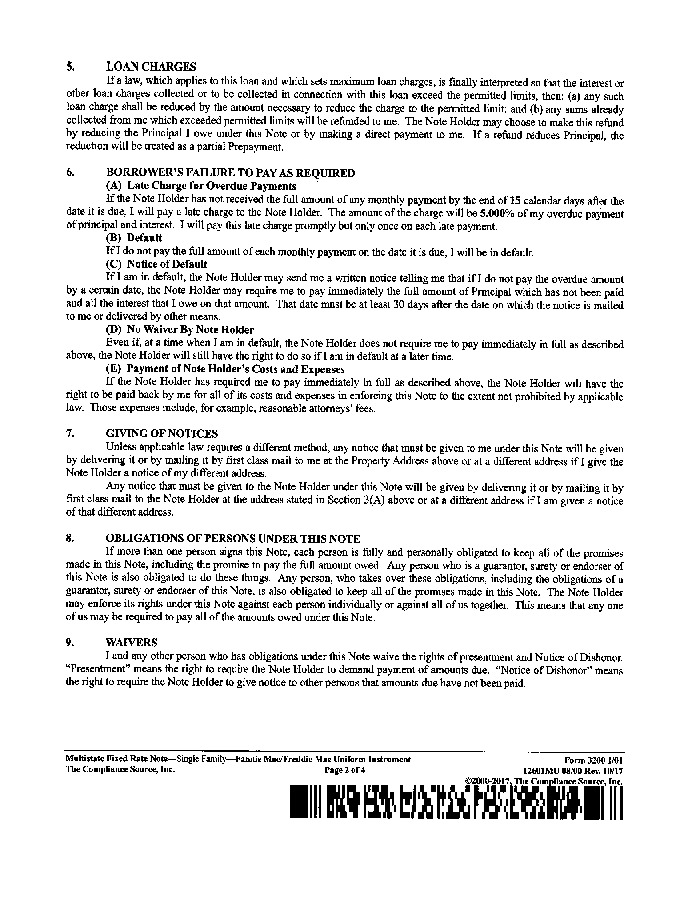 5. LOAN CHARGES
If a law, which applies to this loan and which sets maximum loan charges, is finally interpreted so that the interest or
other loan charges collected or to be collected in connection with this loan exceed the permitted limits, then: (a) any such
loan charge shall be reduced by the amount necessary to reduce the charge to the permitted limit; and (b) any sums already
collected from me which exceeded permitted limits will be refunded to me. The Note Holder may choose to make this refund
by reducing the Principal I owe under this Note or by making a direct payment to me. If a refund reduces Principal, the
reduction will be treated as a partial Prepayment.
6. BORROWER'S FAILURE TO PAY AS REQUIRED
(A) Late Charge for Overdue Payments
If the Note Holder has not received the full amount of any monthly payment by the end of 15 calendar days after the
date it is due, I will pay a late charge to the Note Holder. The amount of the charge will be 5.000% of my overdue payment
of principal and interest. I will pay this late charge promptly but only once on each late payment.
(B) Default
If I do not pay the full amount of each monthly payment on the date it is due, I will be in default.
(C) Notice of Default
If I am in default, the Note Holder may send me a written notice telling me that if I do not pay the overdue amount
by a certain date, the Note Holder may require me to pay immediately the full amount of Principal which has not been paid
and all the interest that I owe on that amount. That date must be at least 30 days after the date on which the notice is mailed
to me or delivered by other means.
(D) No Waiver By Note Holder
Even if, at a time when I am in default, the Note Holder does not require me to pay immediately in full as described
above, the Note Holder will still have the right to do so if I am in default at a later time.
(E) Payment of Note Holder's Costs and Expenses
If the Note Holder has required me to pay immediately in full as described above, the Note Holder will have the
right to be paid back by me for all of its costs and expenses in enforcing this Note to the extent not prohibited by applicable
law. Those expenses include, for example, reasonable attorneys' fees.
7. GIVING OF NOTICES
Unless applicable law requires a different method, any notice that must be given to me under this Note will be given
by delivering it or by mailing it by first class mail to me at the Property Address above or at a different address if I give the
Note Holder a notice of my different address.
Any notice that must be given to the Note Holder under this Note will be given by delivering it or by mailing it by
first class mail to the Note Holder at the address stated in Section 3(A) above or at a different address if I am given a notice
of that different address.
8. OBLIGATIONS OF PERSONS UNDER THIS NOTE
If more than one person signs this Note, each person is fully and personally obligated to keep all of the promises
made in this Note, including the promise to pay the full amount owed. Any person who is a guarantor, surety or endorser of
this Note is also obligated to do these things. Any person, who takes over these obligations, including the obligations of a
guarantor, surety or endorser of this Note, is also obligated to keep all of the promises made in this Note. The Note Holder
may enforce its rights under this Note against each person individually or against all of us together. This means that any one
of us may be required to pay all of the amounts owed under this Note.
9. WAIVERS
I and any other person who has obligations under this Note waive the rights of presentment and Notice of Dishonor.
"Presentment" means the right to require the Note Holder to demand payment of amounts due. "Notice of Dishonor" means
the right to require the Note Holder to give notice to other persons that amounts due have not been paid.
Multistate Fixed Rate Note—Single Family—Fannie Mae/Freddie Mac Uniform Instrument Form 3200 1/01
The Compliance Source, Inc. Page 2 of 4 12601MU 08/00 Rev. 10/17
©2000-2017, The Compliance Source, Inc.